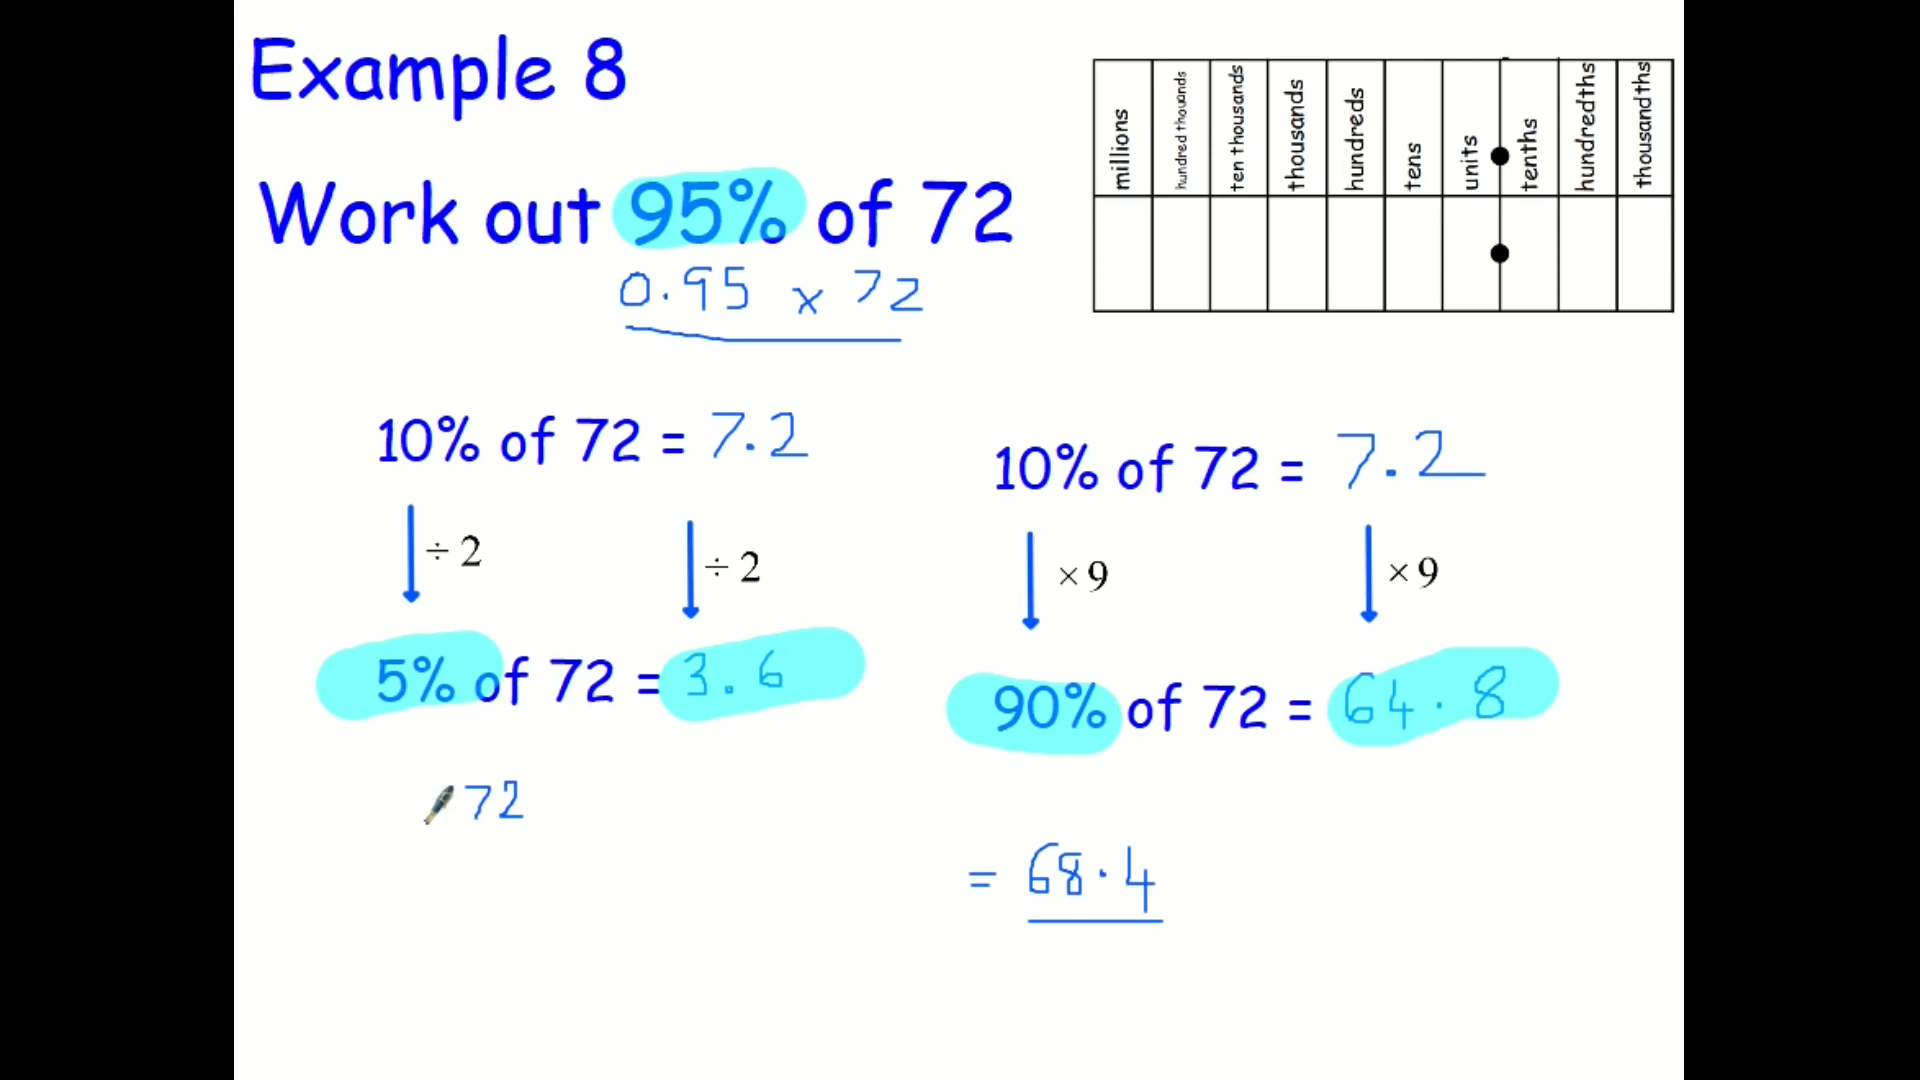 Example 8
Work out 95% of 72
0.95 × 72
millions
hundred thouands
ten thousands
thousands
hundreds
tens
units
tenths
hundredths
thousandths
10% of 72 = 7.2
÷ 2
÷ 2
5% of 72 = 3.6
72
10% of 72 = 7.2
× 9
× 9
90% of 72 = 64.8
= 68.4